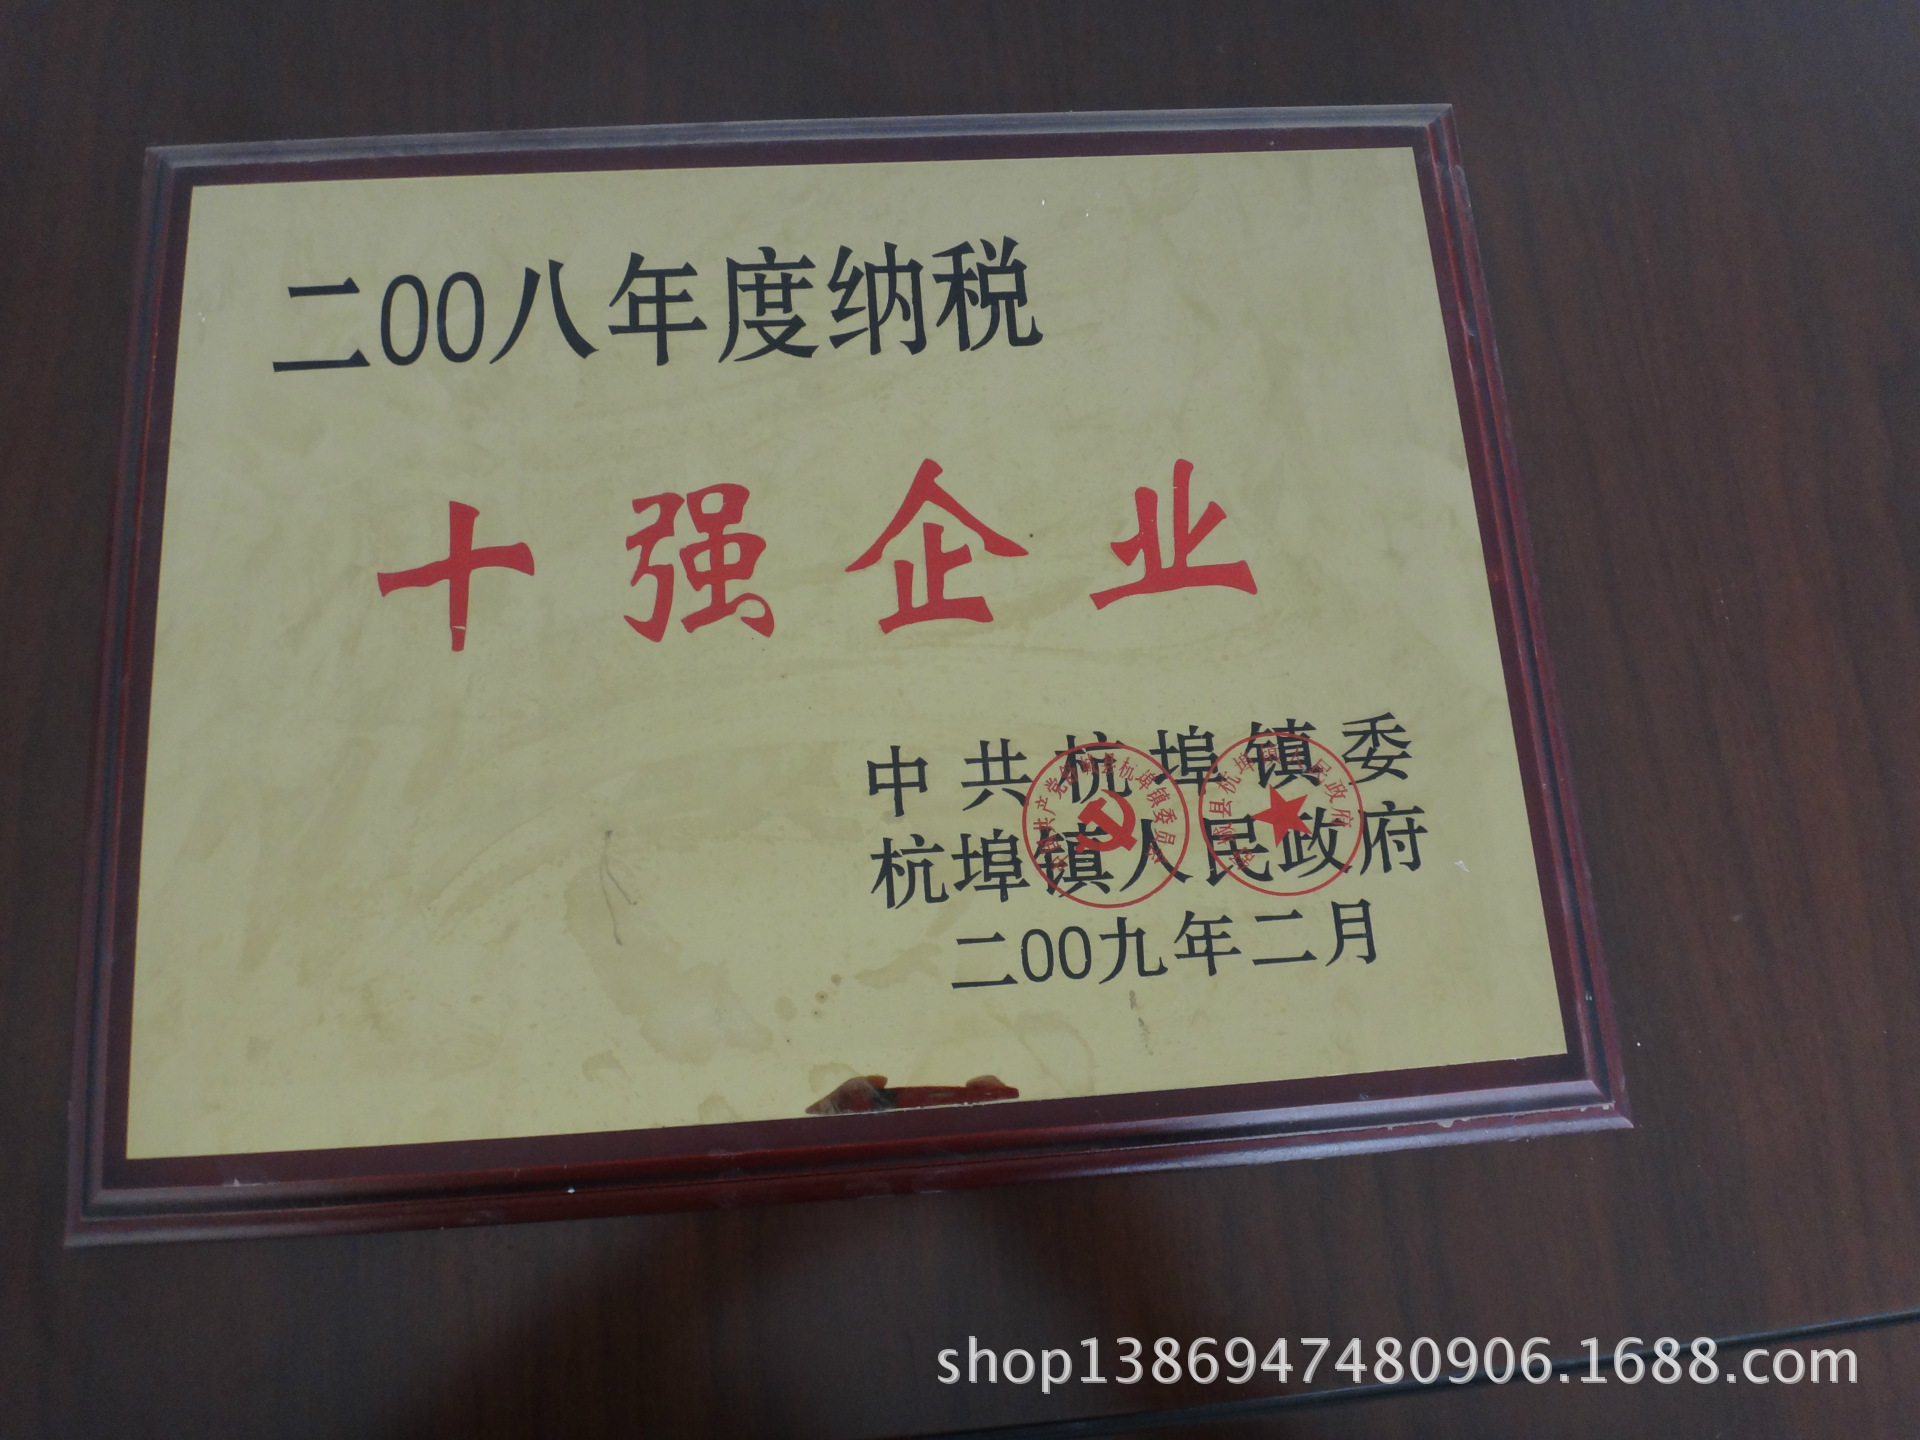 二00八年度纳税
十强企业
中共杭埠镇委
杭埠镇人民政府
二00九年二月
shop1386947480906.1688.com